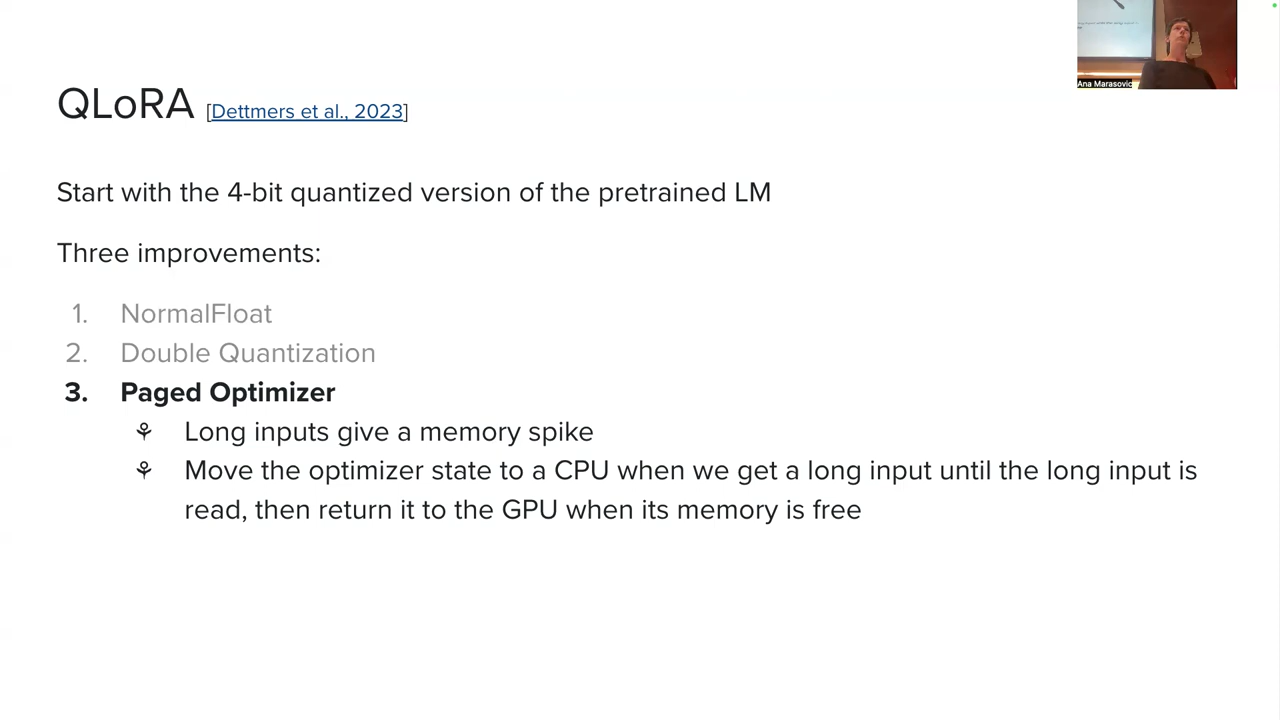 Ana Marasović
QLoRA [Dettmers et al., 2023]
Start with the 4-bit quantized version of the pretrained LM
Three improvements:
1. NormalFloat
2. Double Quantization
3. Paged Optimizer
⚘ Long inputs give a memory spike
⚘ Move the optimizer state to a CPU when we get a long input until the long input is
read, then return it to the GPU when its memory is free